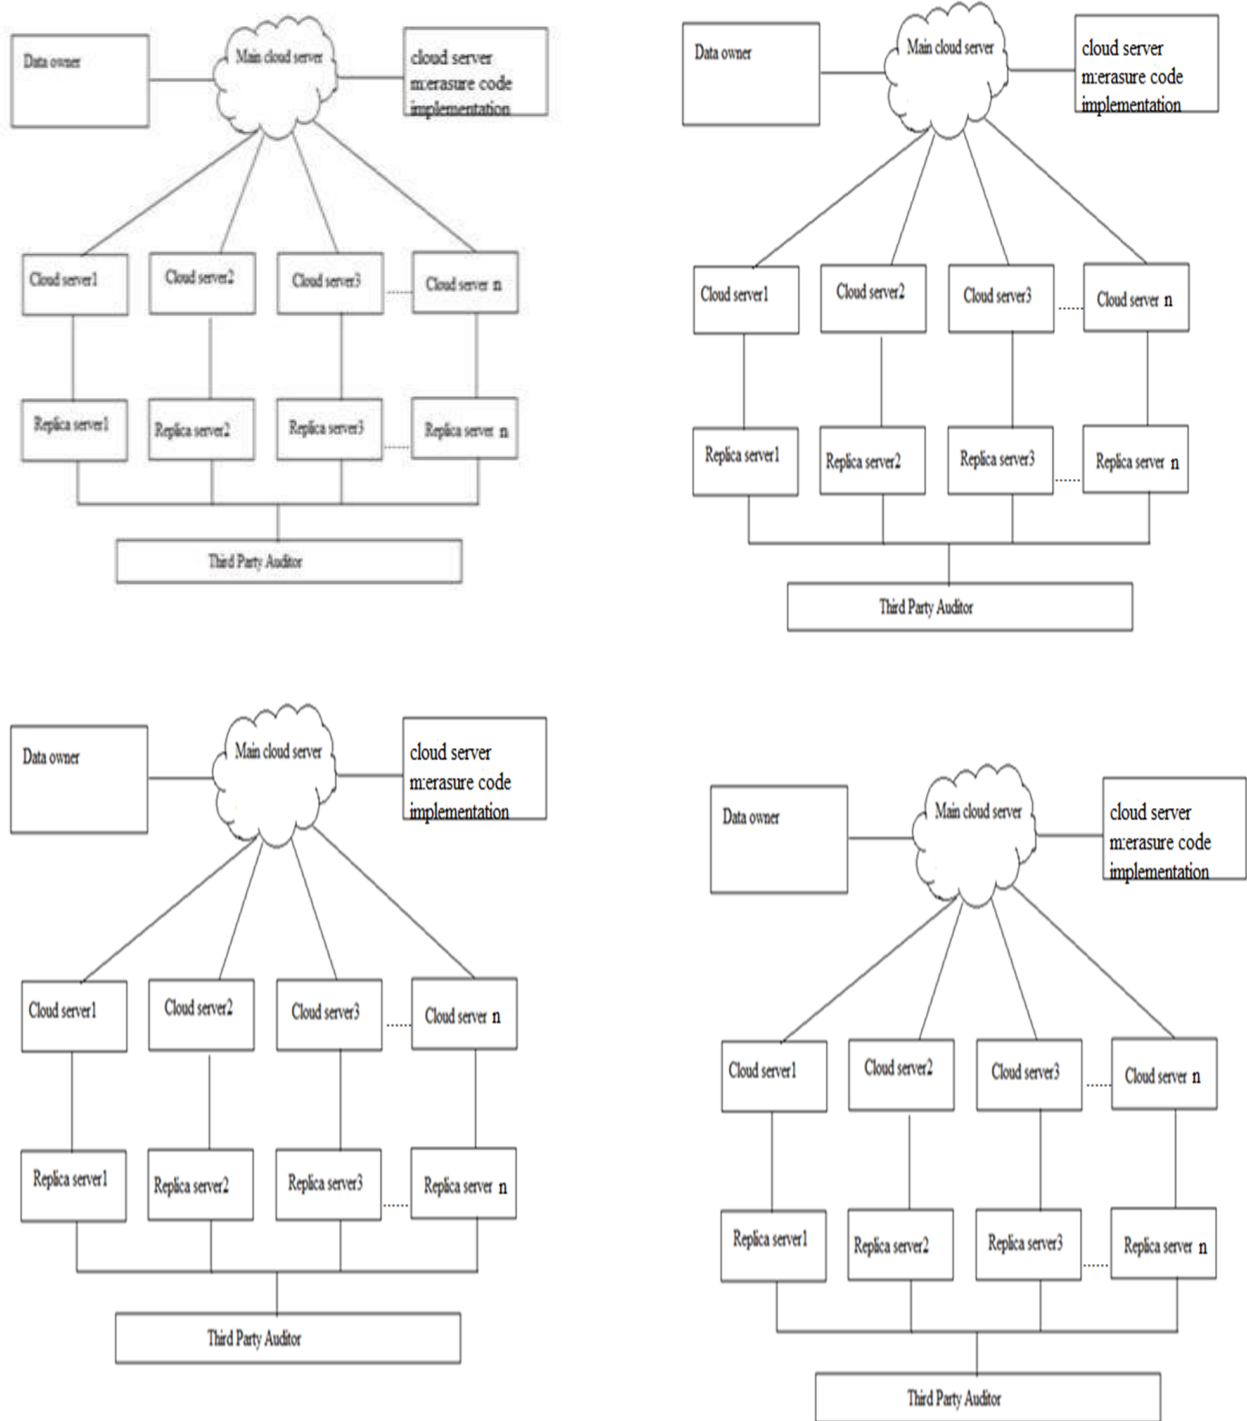 Data owner
Main cloud server
cloud server
m:erasure code
implementation
Cloud server1
Cloud server2
Cloud server3
......
Cloud server n
Replica server1
Replica server2
Replica server3
......
Replica server n
Third Party Auditor
Data owner
Main cloud server
cloud server
m:erasure code
implementation
Cloud server1
Cloud server2
Cloud server3
......
Cloud server n
Replica server1
Replica server2
Replica server3
......
Replica server n
Third Party Auditor
Data owner
Main cloud server
cloud server
m:erasure code
implementation
Cloud server1
Cloud server2
Cloud server3
......
Cloud server n
Replica server1
Replica server2
Replica server3
......
Replica server n
Third Party Auditor
Data owner
Main cloud server
cloud server
m:erasure code
implementation
Cloud server1
Cloud server2
Cloud server3
......
Cloud server n
Replica server1
Replica server2
Replica server3
......
Replica server n
Third Party Auditor